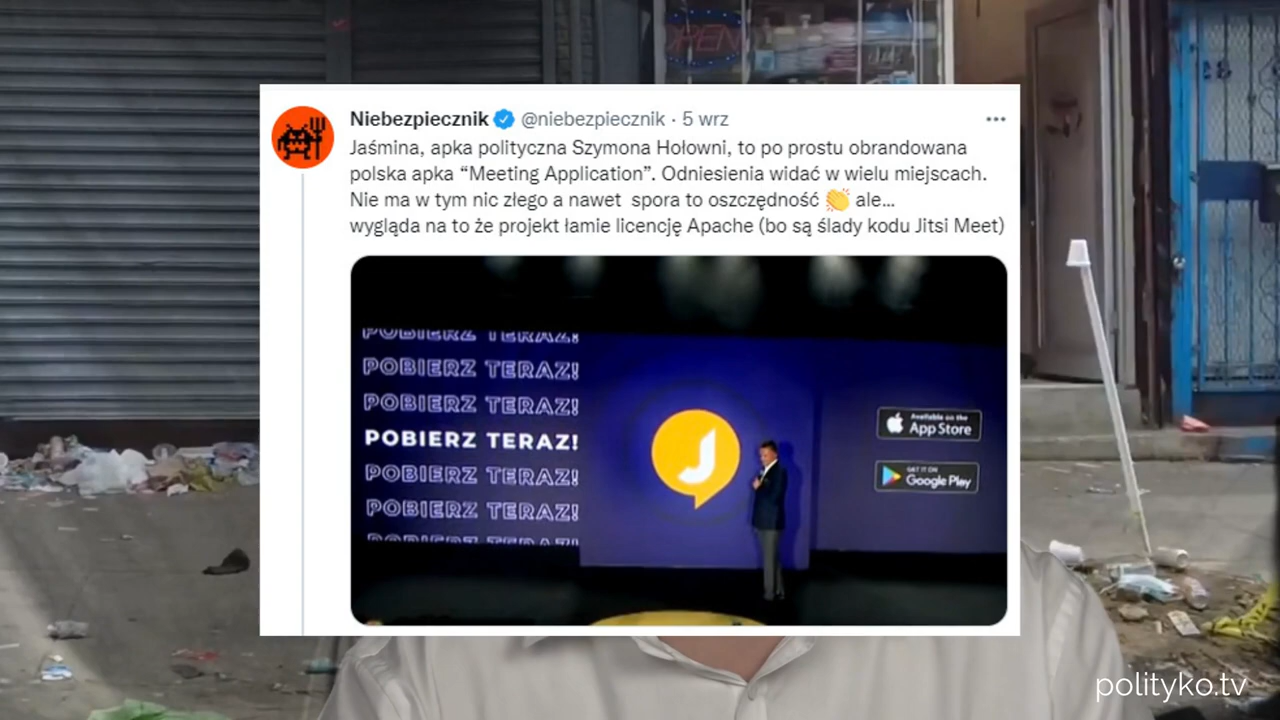 OPEN
Niebezpiecznik @niebezpiecznik · 5 wrz
Jaśmina, apka polityczna Szymona Hołowni, to po prostu obrandowana
polska apka “Meeting Application”. Odniesienia widać w wielu miejscach.
Nie ma w tym nic złego a nawet spora to oszczędność 👏 ale...
wygląda na to że projekt łamie licencję Apache (bo są ślady kodu Jitsi Meet)
POBIERZ TERAZ!
POBIERZ TERAZ!
POBIERZ TERAZ!
POBIERZ TERAZ!
POBIERZ TERAZ!
POBIERZ TERAZ!
POBIERZ TERAZ!
J
Available on the
App Store
GET IT ON
Google Play
polityko.tv